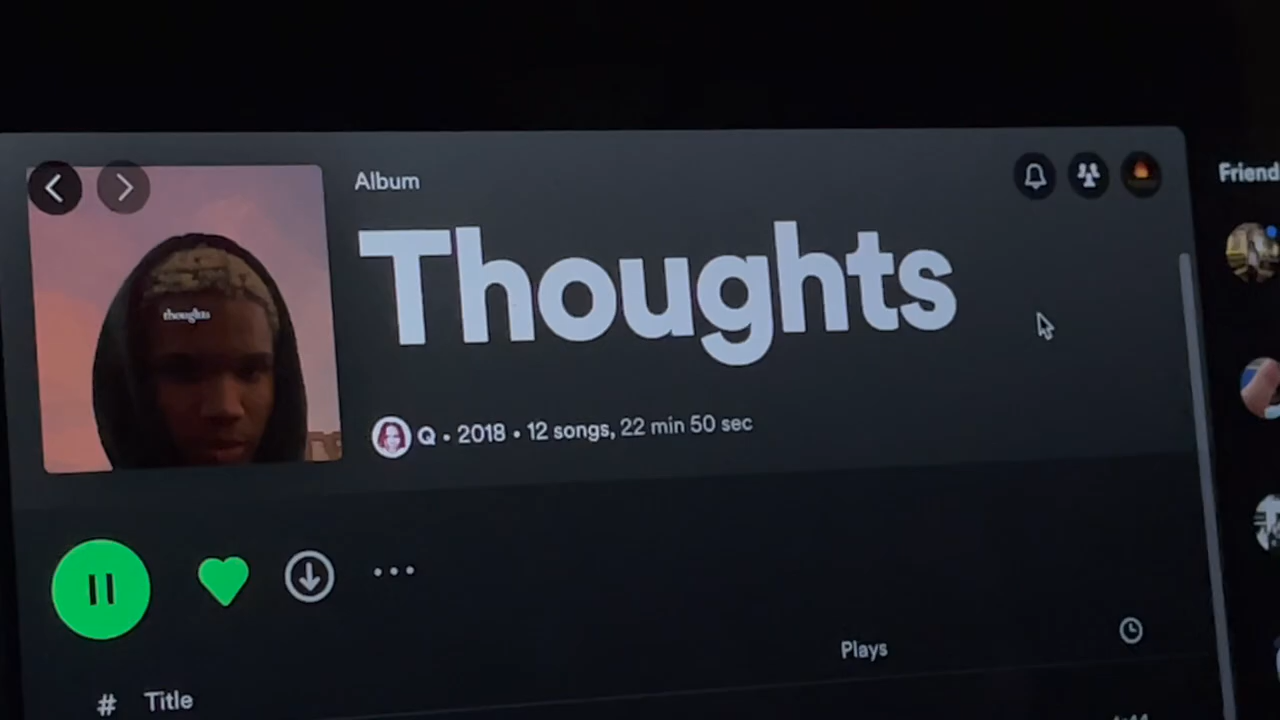 Friend
Album
Thoughts
thoughts
Q • 2018 • 12 songs, 22 min 50 sec
Plays
# Title